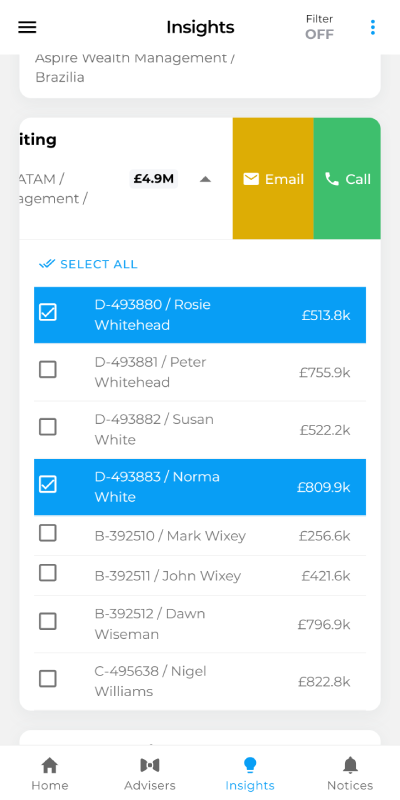 Insights
Filter
OFF
Aspire Wealth Management /
Brazilia
iting
ATAM /
agement /
£4.9M
Email
Call
SELECT ALL
D-493880 / Rosie
Whitehead
£513.8k
D-493881 / Peter
Whitehead
£755.9k
D-493882 / Susan
White
£522.2k
D-493883 / Norma
White
£809.9k
B-392510 / Mark Wixey
£256.6k
B-392511 / John Wixey
£421.6k
B-392512 / Dawn
Wiseman
£796.9k
C-495638 / Nigel
Williams
£822.8k
Home
Advisers
Insights
Notices